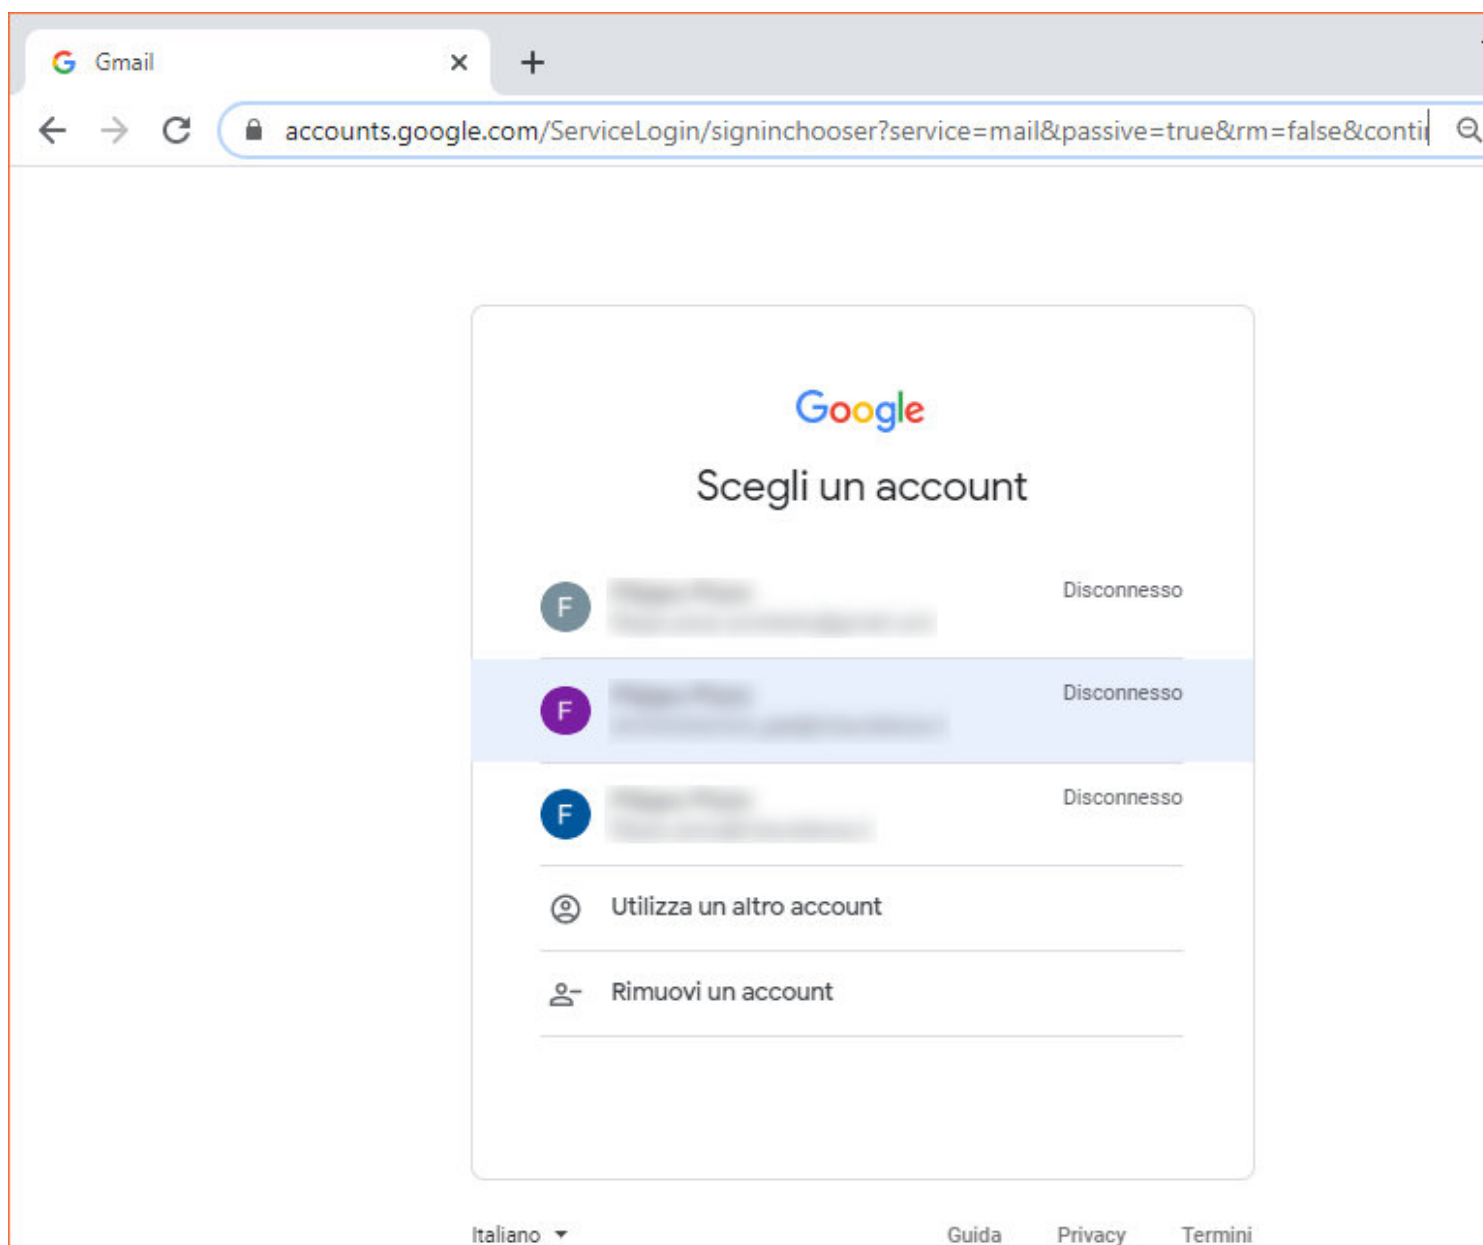 Gmail
accounts.google.com/ServiceLogin/signinchooser?service=mail&passive=true&rm=false&conti
Google
Scegli un account
F
Disconnesso
F
Disconnesso
F
Disconnesso
Utilizza un altro account
Rimuovi un account
Italiano
Guida Privacy Termini